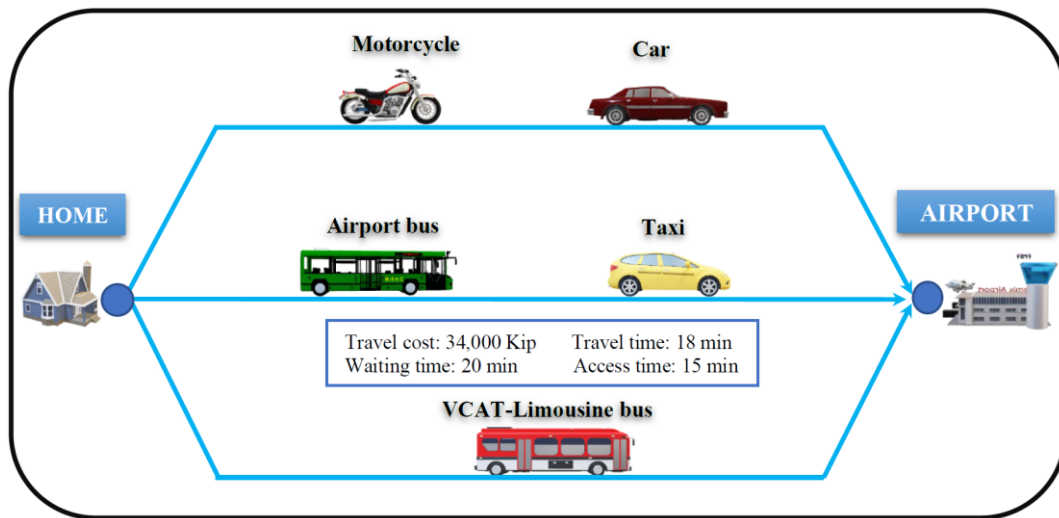 Motorcycle
Car
HOME
AIRPORT
Airport bus
Taxi
Travel cost: 34,000 Kip
Travel time: 18 min
Waiting time: 20 min
Access time: 15 min
VCAT-Limousine bus